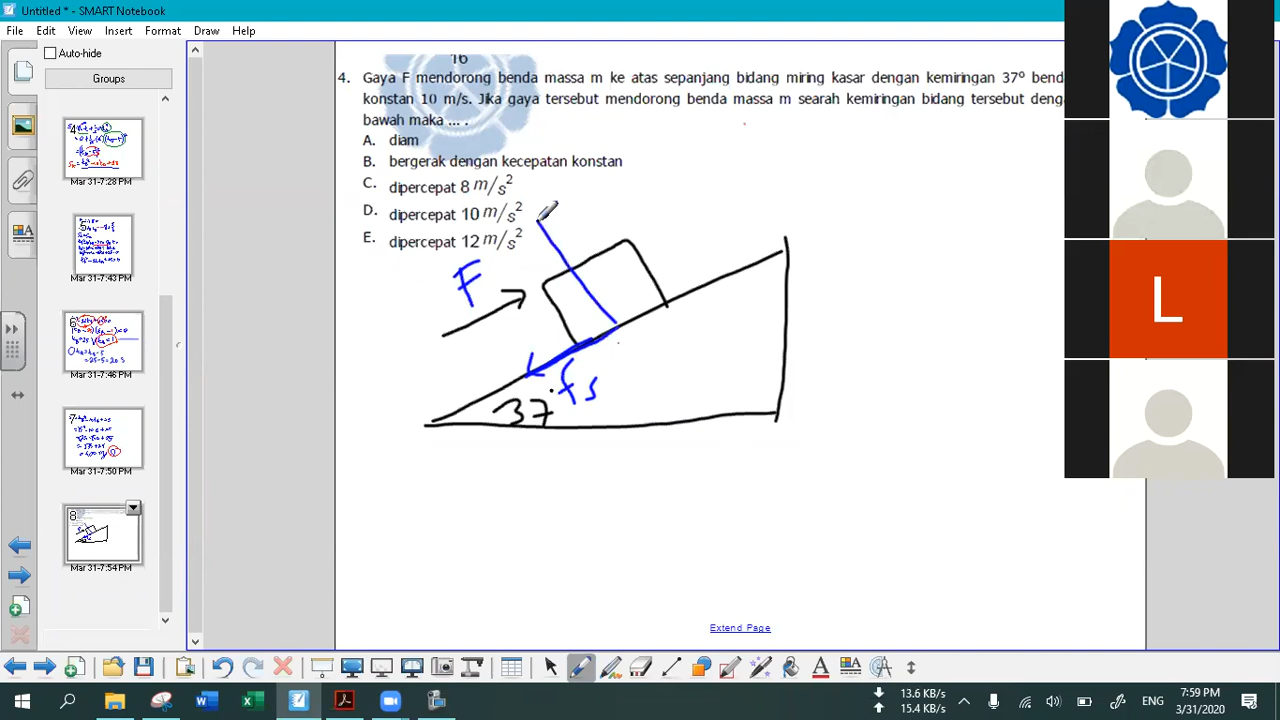 Untitled * - SMART Notebook
File Edit View Insert Format Draw Help
Auto-hide
Groups
Mar 31-7:28 PM
Mar 31-7:43 PM
Mar 31-7:46 PM
Mar 31-7:50 PM
8
Mar 31-7:54 PM
16
4. Gaya F mendorong benda massa m ke atas sepanjang bidang miring kasar dengan kemiringan 37° bend
konstan 10 m/s. Jika gaya tersebut mendorong benda massa m searah kemiringan bidang tersebut deng
bawah maka ... .
A. diam
B. bergerak dengan kecepatan konstan
C. dipercepat 8 m/s²
D. dipercepat 10 m/s²
E. dipercepat 12 m/s²
F
fs
37°
L
Extend Page
13.6 KB/s
15.4 KB/s
ENG
7:59 PM
3/31/2020